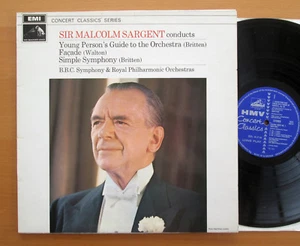 EMI
CONCERT CLASSICS SERIES
SIR MALCOLM SARGENT conducts
Young Person's Guide to the Orchestra (Britten)
Façade (Walton)
Simple Symphony (Britten)
B.B.C. Symphony & Royal Philharmonic Orchestras
HMV
Concert
Classics